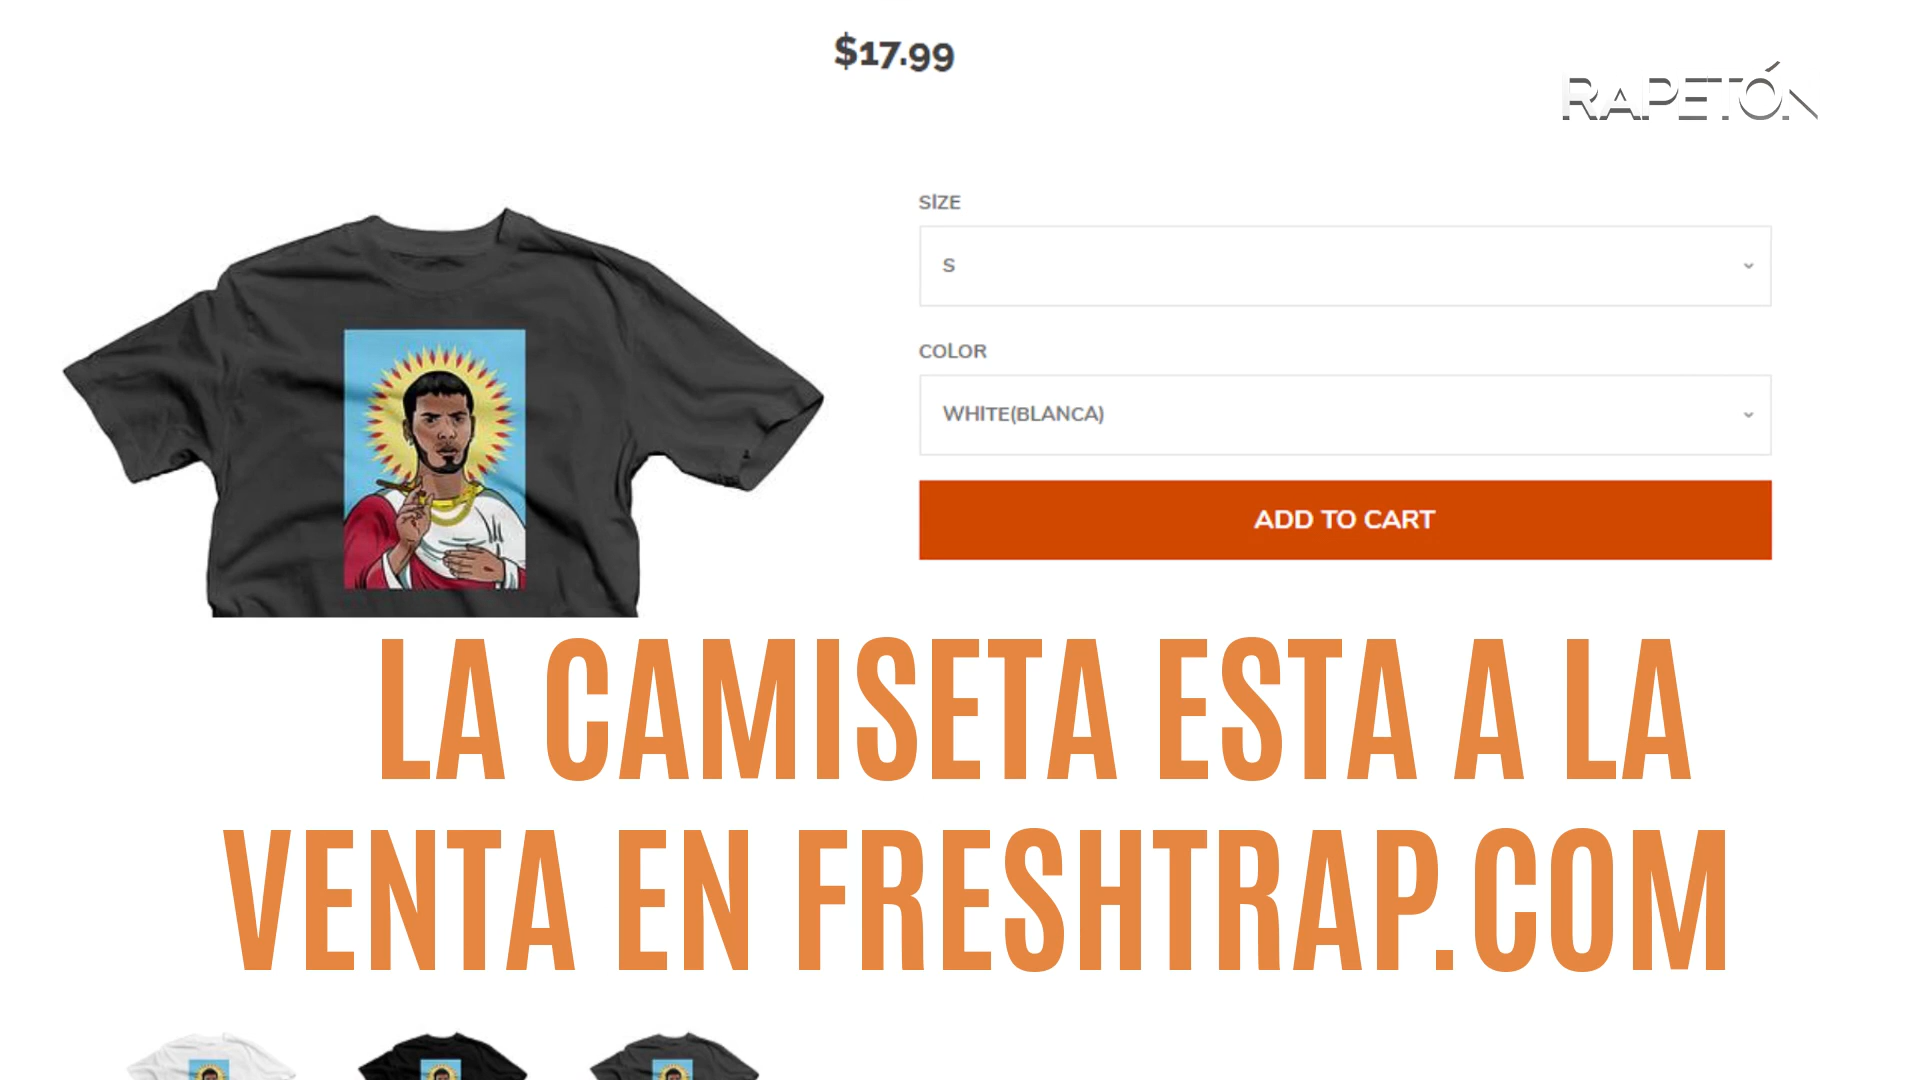 $17.99
RAPETÓN
SIZE
S
COLOR
WHITE(BLANCA)
ADD TO CART
LA CAMISETA ESTA A LA
VENTA EN FRESHTRAP.COM